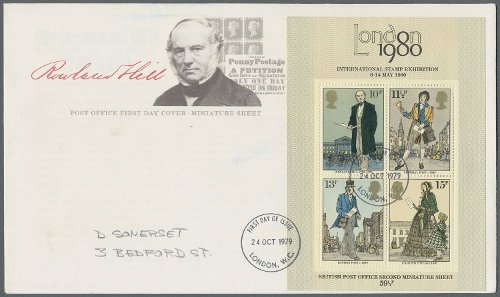 Rowland Hill
Penny Postage
A PETITION
POST OFFICE FIRST DAY COVER · MINIATURE SHEET
London
1980
INTERNATIONAL STAMP EXHIBITION
6-14 MAY 1980
10P
11½P
13P
15P
24 OCT 1979
LONDON, W.C.
FIRST DAY OF ISSUE
24 OCT 1979
LONDON, W.C.
D SOMERSET
3 BEDFORD ST.
BRITISH POST OFFICE SECOND MINIATURE SHEET
59½P